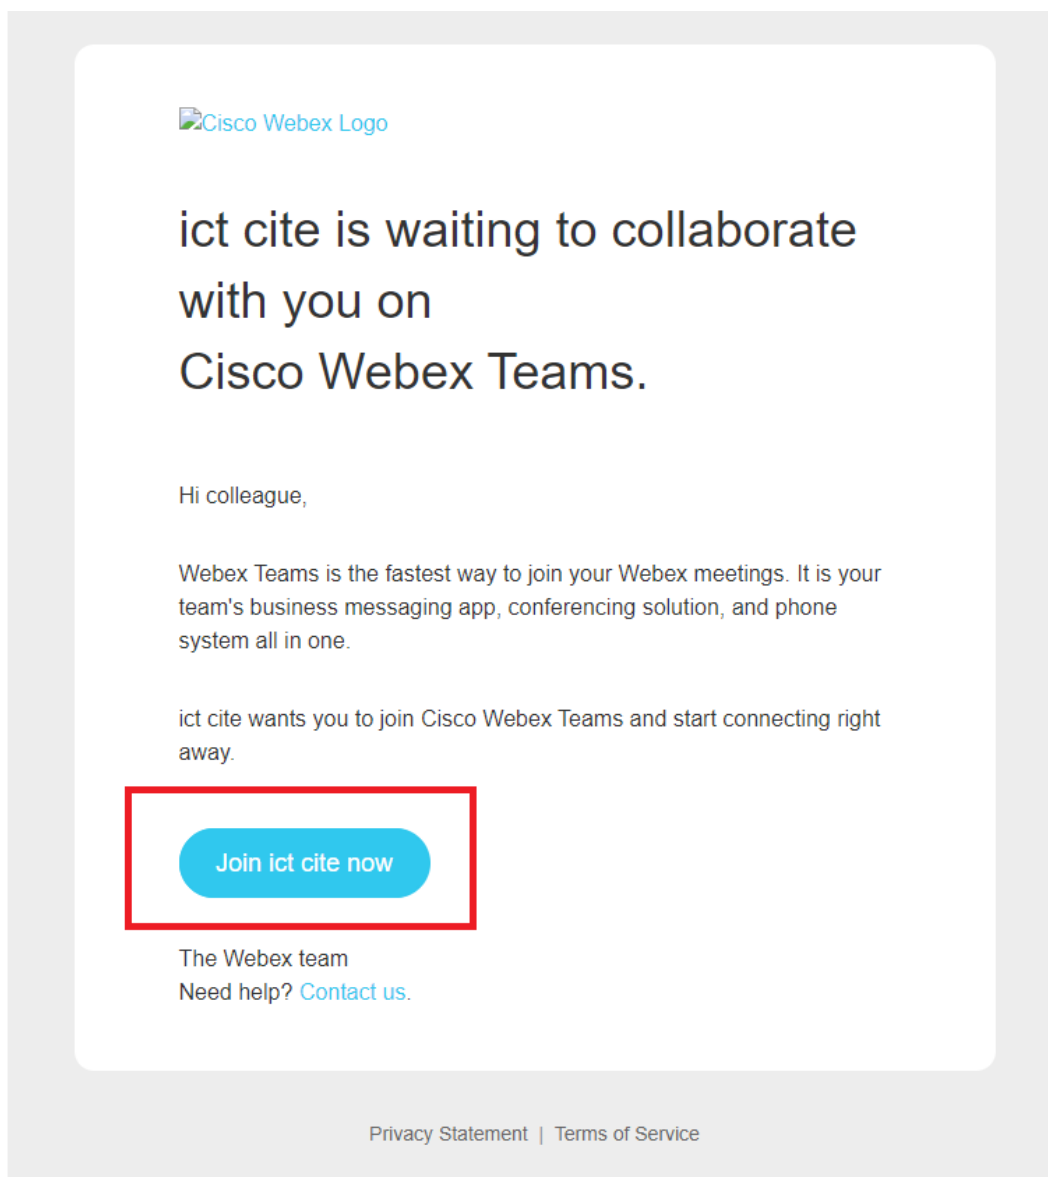 Cisco Webex Logo
ict cite is waiting to collaborate
with you on
Cisco Webex Teams.
Hi colleague,
Webex Teams is the fastest way to join your Webex meetings. It is your
team's business messaging app, conferencing solution, and phone
system all in one.
ict cite wants you to join Cisco Webex Teams and start connecting right
away.
Join ict cite now
The Webex team
Need help? Contact us.
Privacy Statement | Terms of Service